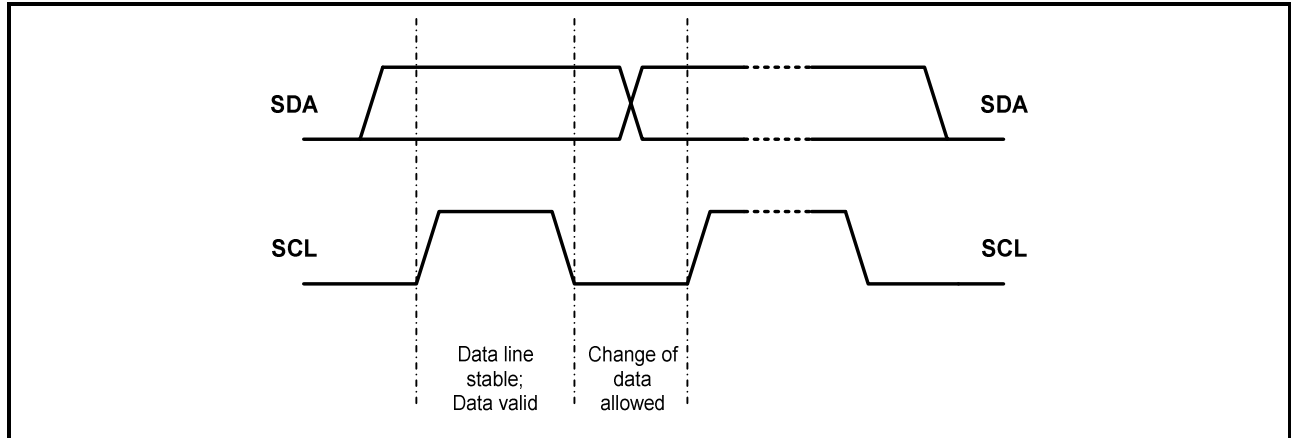 SDA
SDA
SCL
SCL
Data line
stable;
Data valid
Change of
data
allowed